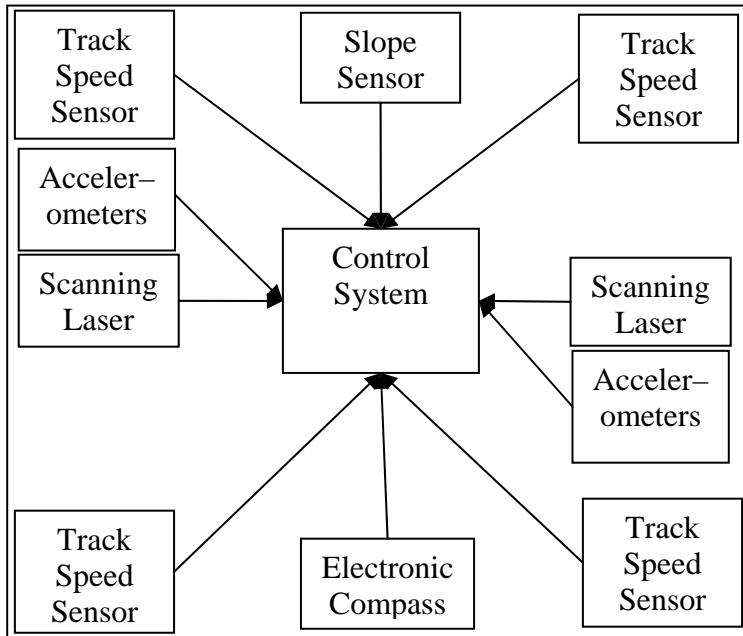 Track
Speed
Sensor
Slope
Sensor
Track
Speed
Sensor
Acceler–
ometers
Control
System
Scanning
Laser
Scanning
Laser
Acceler–
ometers
Track
Speed
Sensor
Electronic
Compass
Track
Speed
Sensor